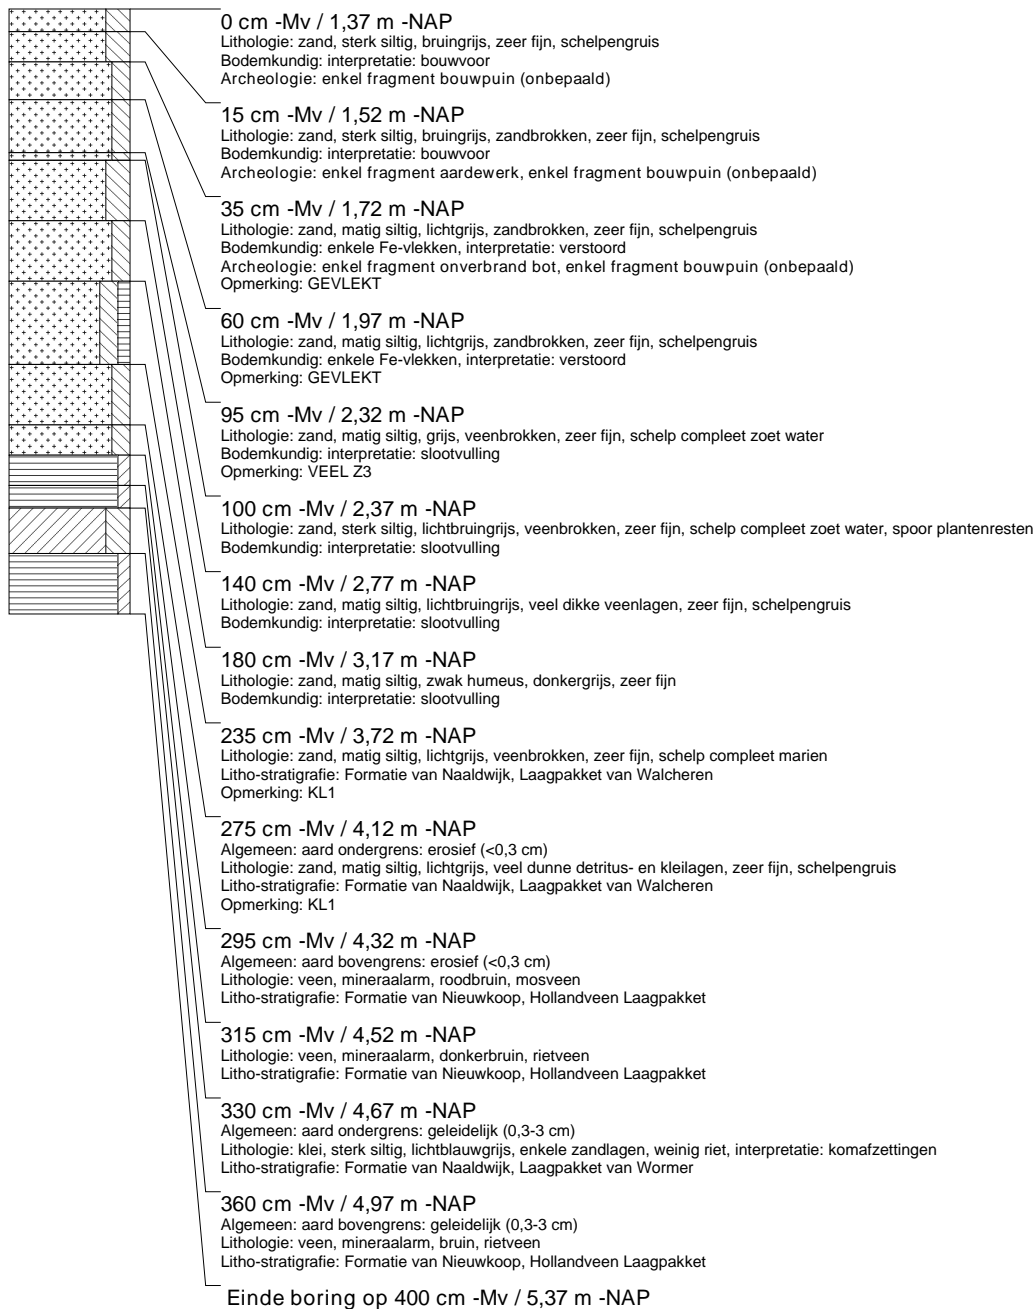 0 cm -Mv / 1,37 m -NAP
Lithologie: zand, sterk siltig, bruingrijs, zeer fijn, schelpengruis
Bodemkundig: interpretatie: bouwvoor
Archeologie: enkel fragment bouwpuin (onbepaald)
15 cm -Mv / 1,52 m -NAP
Lithologie: zand, sterk siltig, bruingrijs, zandbrokken, zeer fijn, schelpengruis
Bodemkundig: interpretatie: bouwvoor
Archeologie: enkel fragment aardewerk, enkel fragment bouwpuin (onbepaald)
35 cm -Mv / 1,72 m -NAP
Lithologie: zand, matig siltig, lichtgrijs, zandbrokken, zeer fijn, schelpengruis
Bodemkundig: enkele Fe-vlekken, interpretatie: verstoord
Archeologie: enkel fragment onverbrand bot, enkel fragment bouwpuin (onbepaald)
Opmerking: GEVLEKT
60 cm -Mv / 1,97 m -NAP
Lithologie: zand, matig siltig, lichtgrijs, zandbrokken, zeer fijn, schelpengruis
Bodemkundig: enkele Fe-vlekken, interpretatie: verstoord
Opmerking: GEVLEKT
95 cm -Mv / 2,32 m -NAP
Lithologie: zand, matig siltig, grijs, veenbrokken, zeer fijn, schelp compleet zoet water
Bodemkundig: interpretatie: slootvulling
Opmerking: VEEL Z3
100 cm -Mv / 2,37 m -NAP
Lithologie: zand, sterk siltig, lichtbruingrijs, veenbrokken, zeer fijn, schelp compleet zoet water, spoor plantenresten
Bodemkundig: interpretatie: slootvulling
140 cm -Mv / 2,77 m -NAP
Lithologie: zand, matig siltig, lichtbruingrijs, veel dikke veenlagen, zeer fijn, schelpengruis
Bodemkundig: interpretatie: slootvulling
180 cm -Mv / 3,17 m -NAP
Lithologie: zand, matig siltig, zwak humeus, donkergrijs, zeer fijn
Bodemkundig: interpretatie: slootvulling
235 cm -Mv / 3,72 m -NAP
Lithologie: zand, matig siltig, lichtgrijs, veenbrokken, zeer fijn, schelp compleet marien
Litho-stratigrafie: Formatie van Naaldwijk, Laagpakket van Walcheren
Opmerking: KL1
275 cm -Mv / 4,12 m -NAP
Algemeen: aard ondergrens: erosief (<0,3 cm)
Lithologie: zand, matig siltig, lichtgrijs, veel dunne detritus- en kleilagen, zeer fijn, schelpengruis
Litho-stratigrafie: Formatie van Naaldwijk, Laagpakket van Walcheren
Opmerking: KL1
295 cm -Mv / 4,32 m -NAP
Algemeen: aard bovengrens: erosief (<0,3 cm)
Lithologie: veen, mineraalarm, roodbruin, mosveen
Litho-stratigrafie: Formatie van Nieuwkoop, Hollandveen Laagpakket
315 cm -Mv / 4,52 m -NAP
Lithologie: veen, mineraalarm, donkerbruin, rietveen
Litho-stratigrafie: Formatie van Nieuwkoop, Hollandveen Laagpakket
330 cm -Mv / 4,67 m -NAP
Algemeen: aard ondergrens: geleidelijk (0,3-3 cm)
Lithologie: klei, sterk siltig, lichtblauwgrijs, enkele zandlagen, weinig riet, interpretatie: komafzettingen
Litho-stratigrafie: Formatie van Naaldwijk, Laagpakket van Wormer
360 cm -Mv / 4,97 m -NAP
Algemeen: aard bovengrens: geleidelijk (0,3-3 cm)
Lithologie: veen, mineraalarm, bruin, rietveen
Litho-stratigrafie: Formatie van Nieuwkoop, Hollandveen Laagpakket
Einde boring op 400 cm -Mv / 5,37 m -NAP